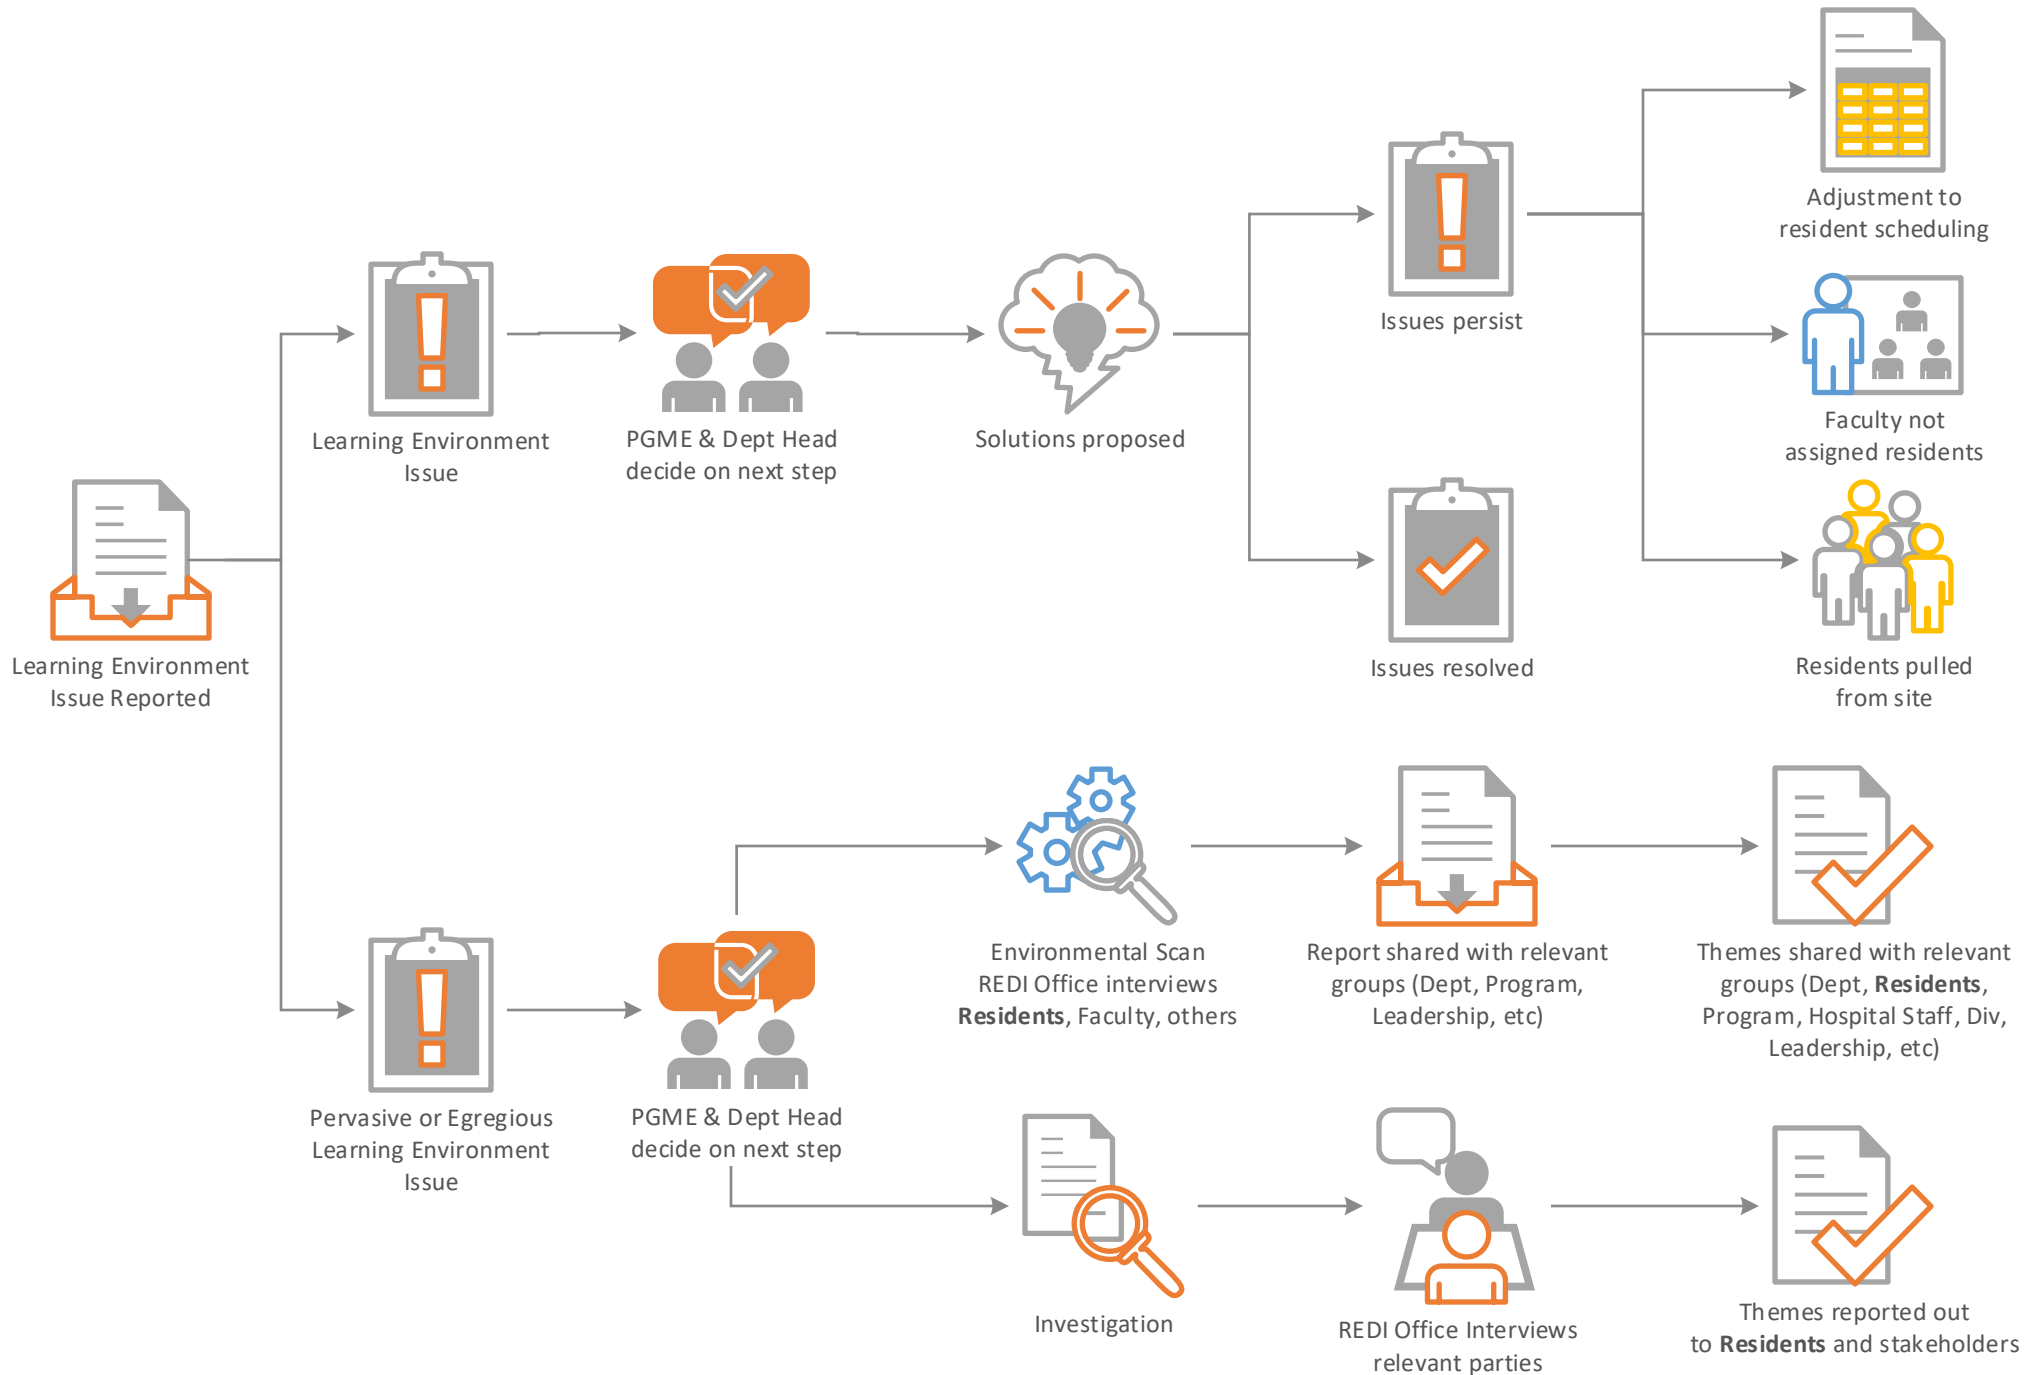 Adjustment to
resident scheduling
Issues persist
Learning Environment
Issue
PGME & Dept Head
decide on next step
Solutions proposed
Faculty not
assigned residents
Learning Environment
Issue Reported
Issues resolved
Residents pulled
from site
Pervasive or Egregious
Learning Environment
Issue
PGME & Dept Head
decide on next step
Environmental Scan
REDI Office interviews
Residents, Faculty, others
Report shared with relevant
groups (Dept, Program,
Leadership, etc)
Themes shared with relevant
groups (Dept, Residents,
Program, Hospital Staff, Div,
Leadership, etc)
Investigation
REDI Office Interviews
relevant parties
Themes reported out
to Residents and stakeholders